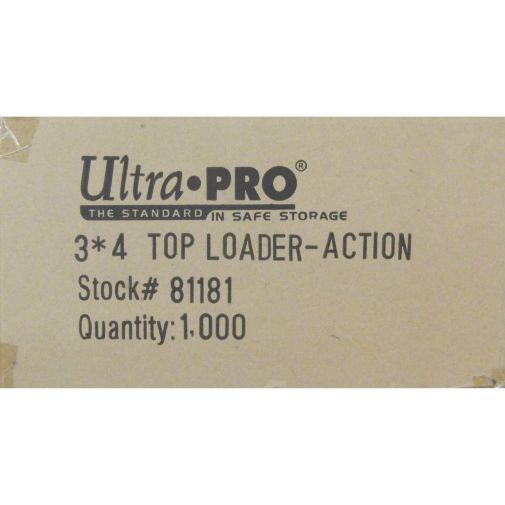 Ultra•PRO®
THE STANDARD IN SAFE STORAGE
3*4 TOP LOADER-ACTION
Stock# 81181
Quantity:1,000